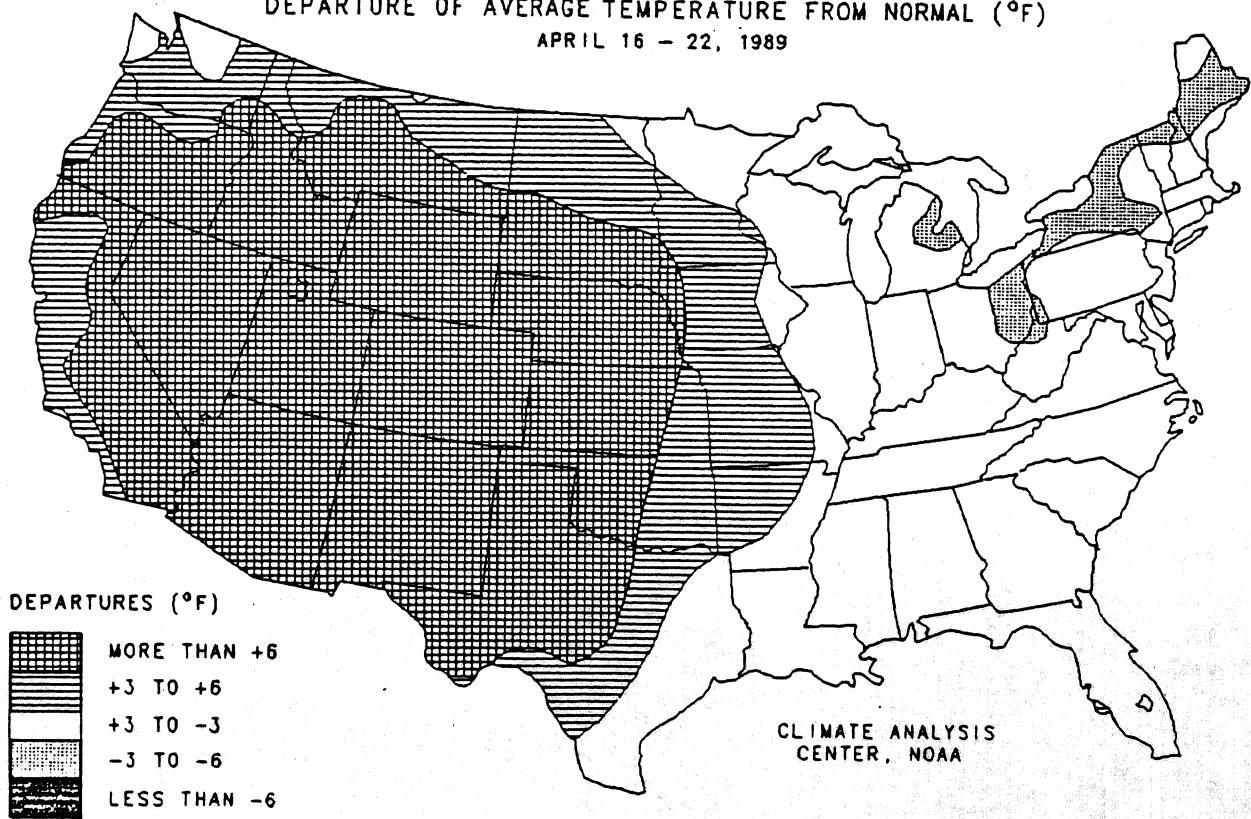 DEPARTURE OF AVERAGE TEMPERATURE FROM NORMAL (°F)
APRIL 16 – 22, 1989
DEPARTURES (°F)
MORE THAN +6
+3 TO +6
+3 TO -3
-3 TO -6
LESS THAN -6
CLIMATE ANALYSIS
CENTER, NOAA